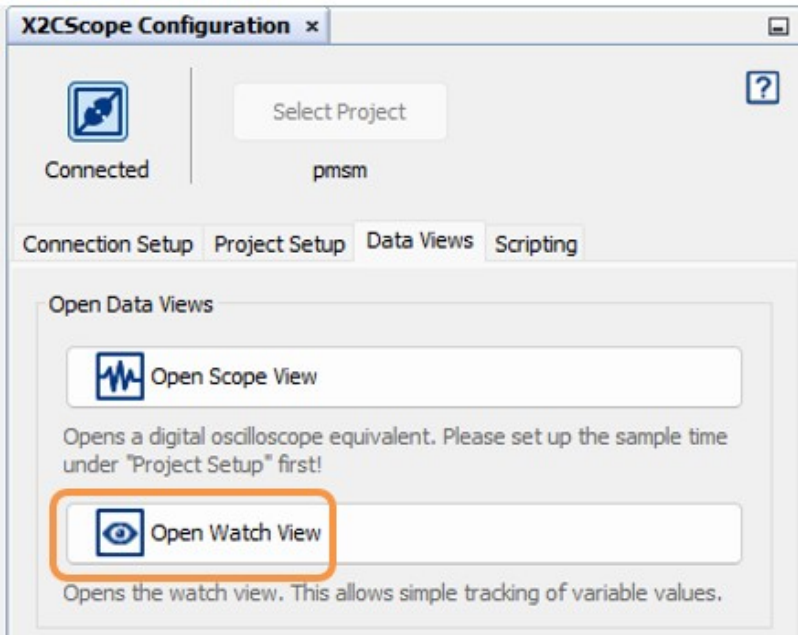 X2CScope Configuration ×
?
Select Project
Connected
pmsm
Connection Setup Project Setup Data Views Scripting
Open Data Views
Open Scope View
Opens a digital oscilloscope equivalent. Please set up the sample time
under "Project Setup" first!
Open Watch View
Opens the watch view. This allows simple tracking of variable values.